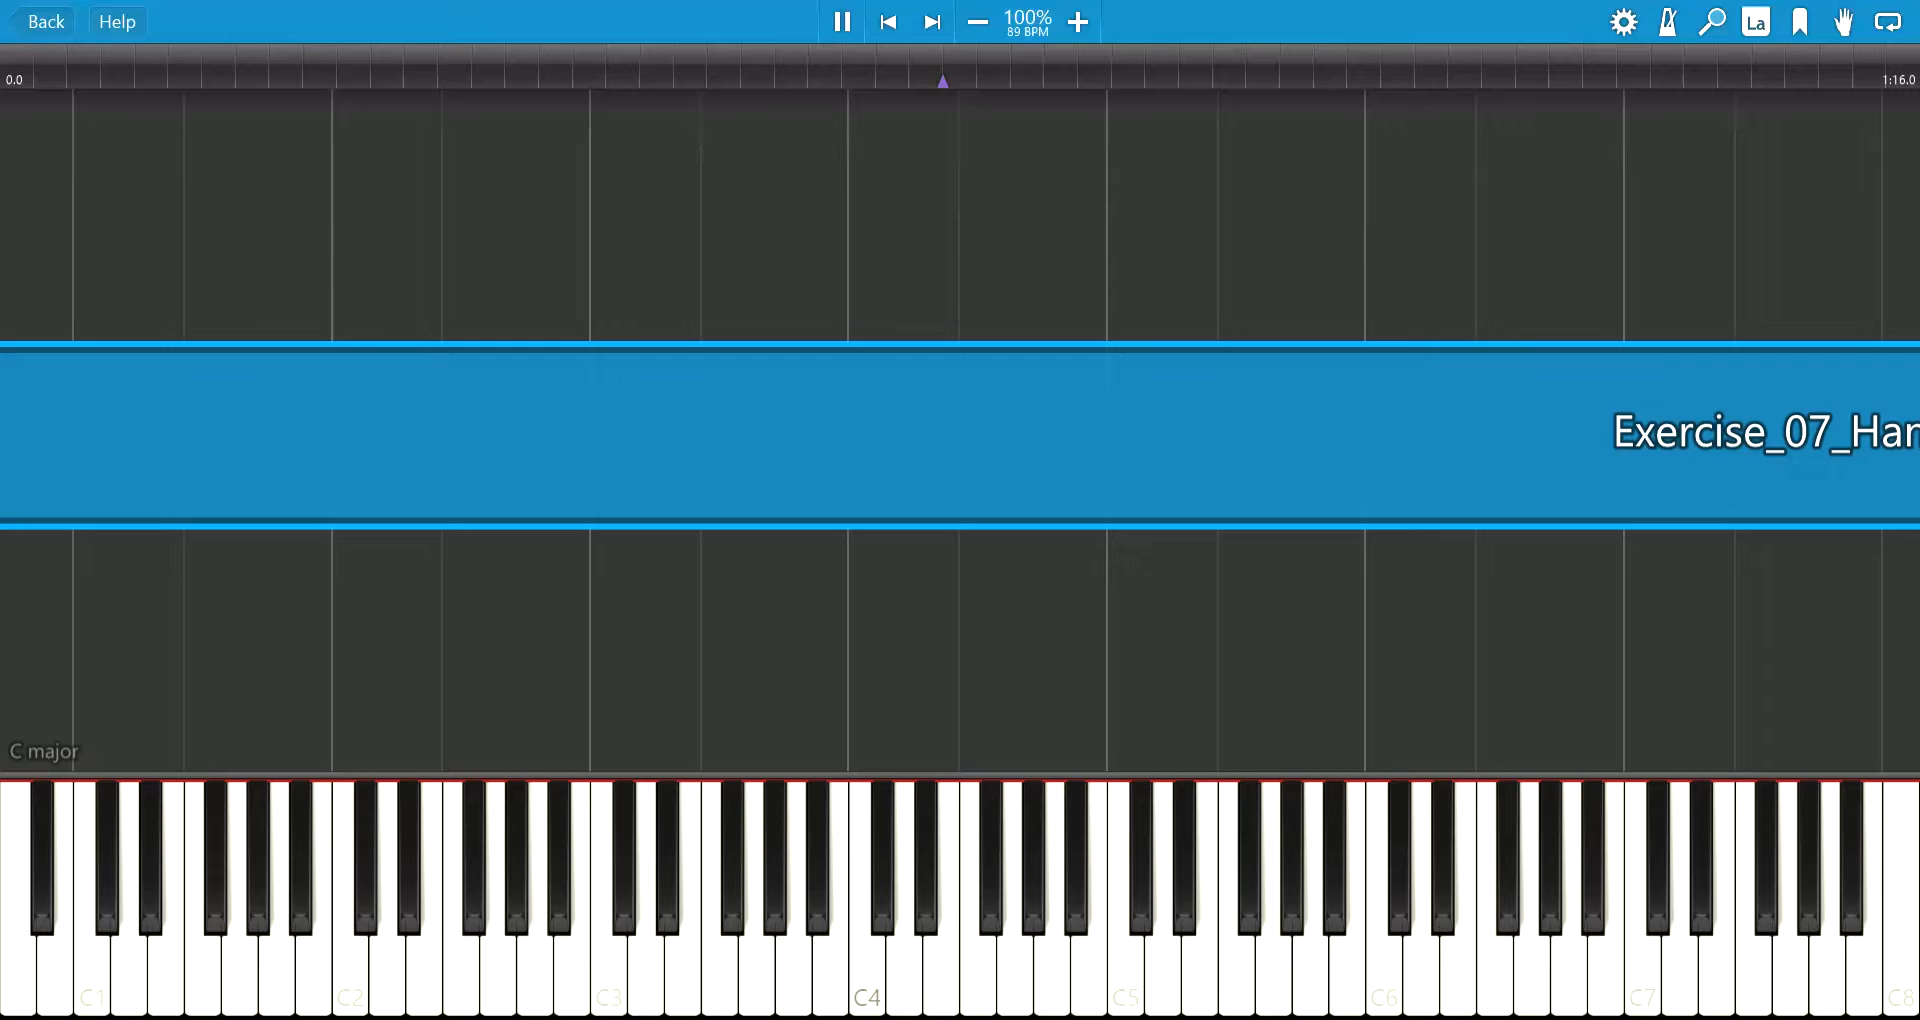 Back Help 100% La
89 BPM
0.0 1:16.0
Exercise_07_Han
C major
C1 C2 C3 C4 C5 C6 C7 C8